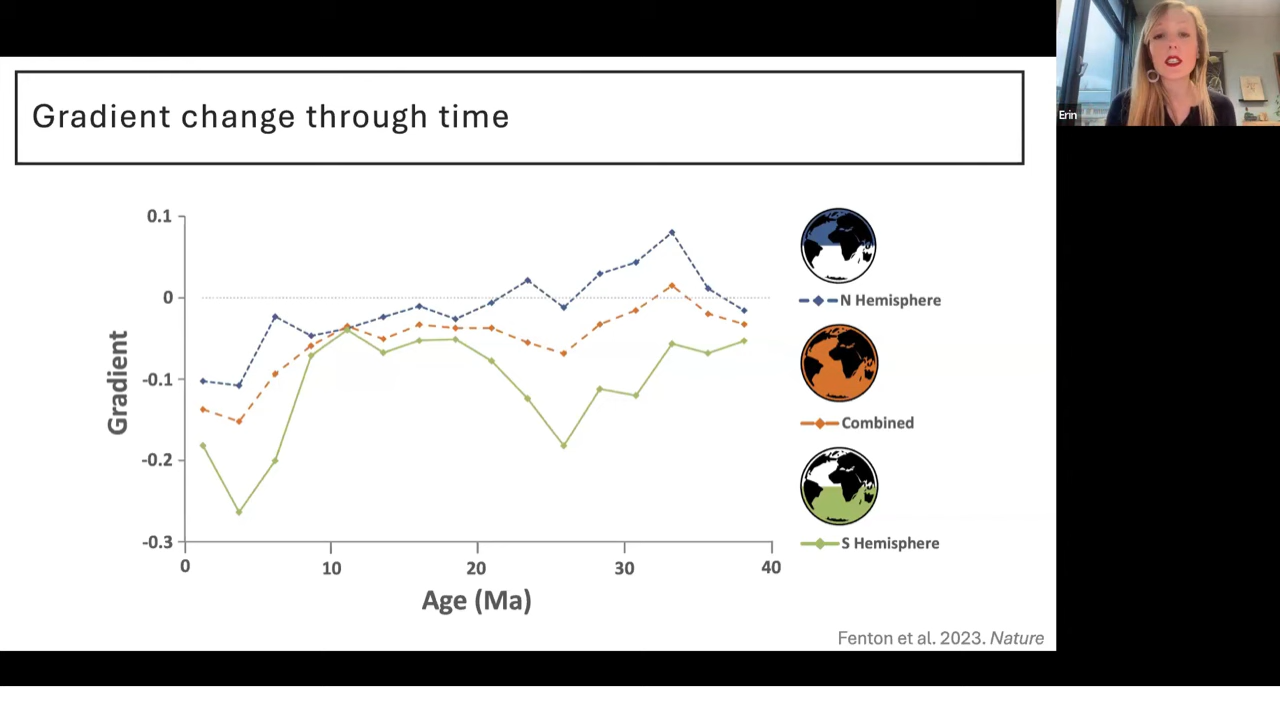 Gradient change through time
Erin
0.1
0
-0.1
-0.2
-0.3
Gradient
0
10
20
30
40
Age (Ma)
N Hemisphere
Combined
S Hemisphere
Fenton et al. 2023. Nature